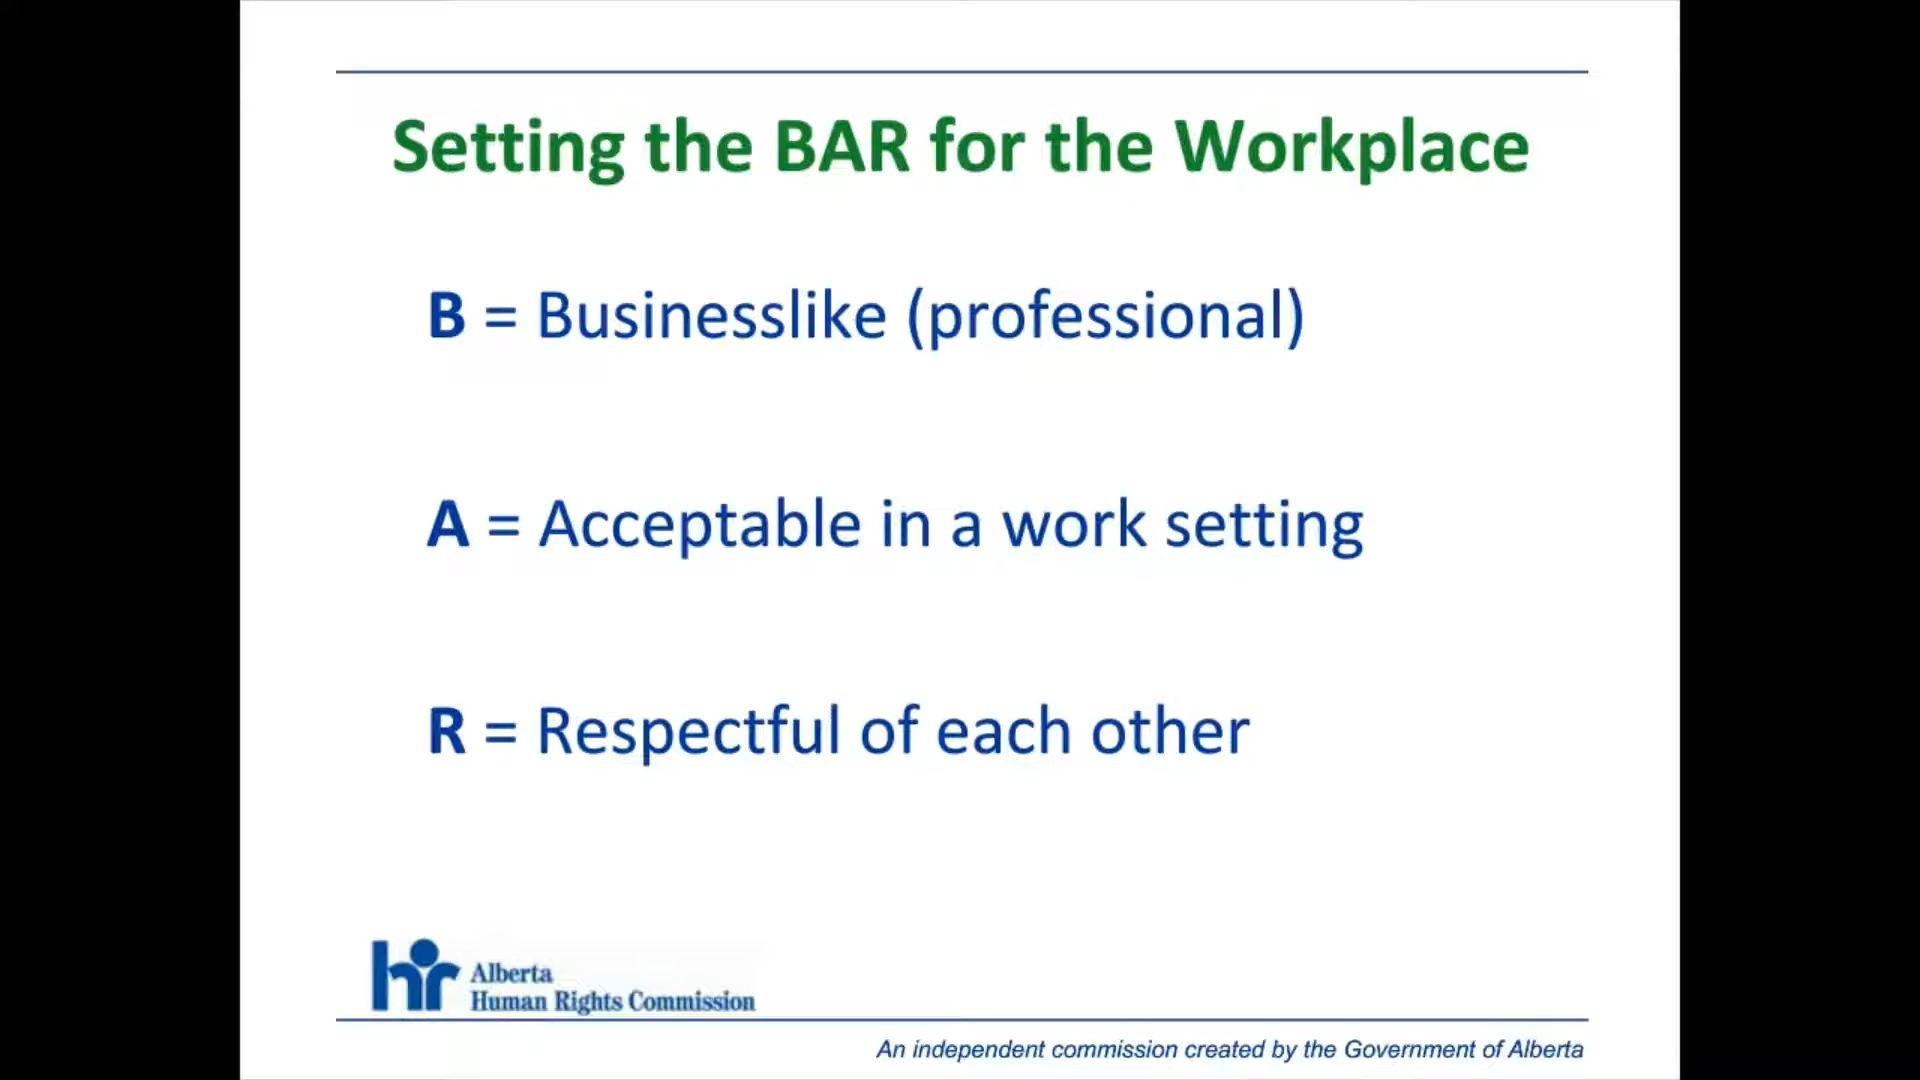 Setting the BAR for the Workplace
B = Businesslike (professional)
A = Acceptable in a work setting
R = Respectful of each other
hr
Alberta
Human Rights Commission
An independent commission created by the Government of Alberta